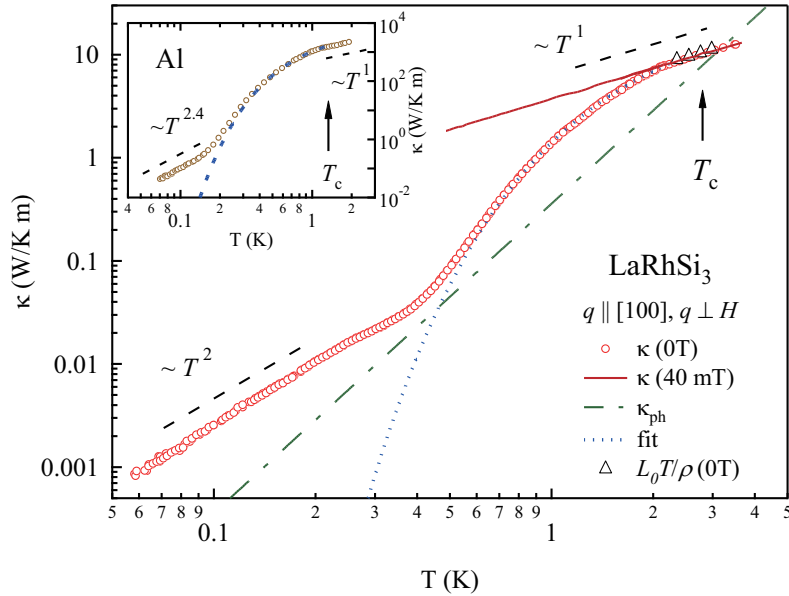 Al
~T^2.4
~T^1
T_c
κ (W/K m)
10^3
10^1
10^0
10^-2
4 6 8 0.1 2 4 6 8 1 2
T (K)
~ T^1
T_c
κ (W/K m)
10
1
0.1
0.01
0.001
~ T^2
LaRhSi_3
q || [100], q ⊥ H
κ (0T)
κ (40 mT)
κ_ph
fit
L_0T/ρ (0T)
5 6 7 8 9 0.1 2 3 4 5 6 7 8 9 1 2 3 4 5
T (K)